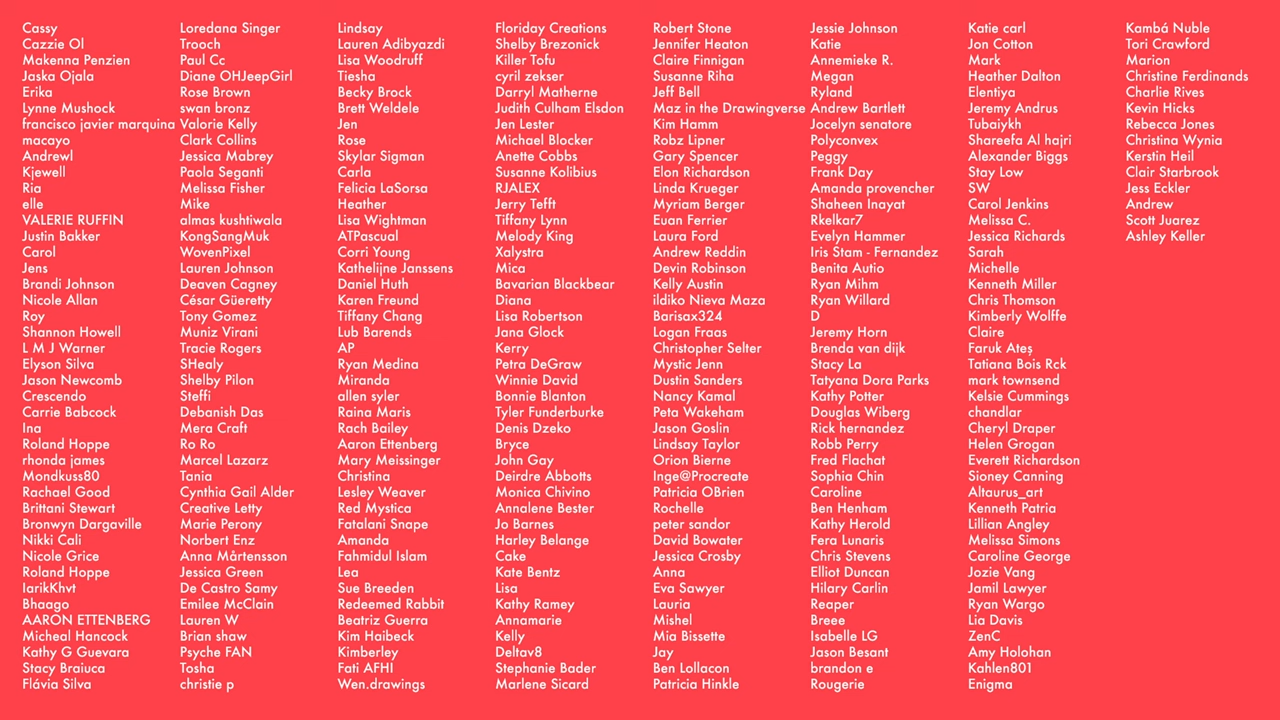 Cassy
Cazzie Ol
Makenna Penzien
Jaska Ojala
Erika
Lynne Mushock
francisco javier marquina
macayo
Andrewl
Kjewell
Ria
elle
VALERIE RUFFIN
Justin Bakker
Carol
Jens
Brandi Johnson
Nicole Allan
Roy
Shannon Howell
L M J Warner
Elyson Silva
Jason Newcomb
Crescendo
Carrie Babcock
Ina
Roland Hoppe
rhonda james
Mondkuss80
Rachael Good
Brittani Stewart
Bronwyn Dargaville
Nikki Cali
Nicole Grice
Roland Hoppe
IarikKhvt
Bhaago
AARON ETTENBERG
Micheal Hancock
Kathy G Guevara
Stacy Braiuca
Flávia Silva
Loredana Singer
Trooch
Paul Cc
Diane OHJeepGirl
Rose Brown
swan bronz
Valorie Kelly
Clark Collins
Jessica Mabrey
Paola Seganti
Melissa Fisher
Mike
almas kushtiwala
KongSangMuk
WovenPixel
Lauren Johnson
Deaven Cagney
César Güeretty
Tony Gomez
Muniz Virani
Tracie Rogers
SHealy
Shelby Pilon
Steffi
Debanish Das
Mera Craft
Ro Ro
Marcel Lazarz
Tania
Cynthia Gail Alder
Creative Letty
Marie Perony
Norbert Enz
Anna Mårtensson
Jessica Green
De Castro Samy
Emilee McClain
Lauren W
Brian shaw
Psyche FAN
Tosha
christie p
Lindsay
Lauren Adibyazdi
Lisa Woodruff
Tiesha
Becky Brock
Brett Weldele
Jen
Rose
Skylar Sigman
Carla
Felicia LaSorsa
Heather
Lisa Wightman
ATPascual
Corri Young
Kathelijne Janssens
Daniel Huth
Karen Freund
Tiffany Chang
Lub Barends
AP
Ryan Medina
Miranda
allen syler
Raina Maris
Rach Bailey
Aaron Ettenberg
Mary Meissinger
Christina
Lesley Weaver
Red Mystica
Fatalani Snape
Amanda
Fahmidul Islam
Lea
Sue Breeden
Redeemed Rabbit
Beatriz Guerra
Kim Haibeck
Kimberley
Fati AFHI
Wen.drawings
Floriday Creations
Shelby Brezonick
Killer Tofu
cyril zekser
Darryl Matherne
Judith Culham Elsdon
Jen Lester
Michael Blocker
Anette Cobbs
Susanne Kolibius
RJALEX
Jerry Tefft
Tiffany Lynn
Melody King
Xalystra
Mica
Bavarian Blackbear
Diana
Lisa Robertson
Jana Glock
Kerry
Petra DeGraw
Winnie David
Bonnie Blanton
Tyler Funderburke
Denis Dzeko
Bryce
John Gay
Deirdre Abbotts
Monica Chivino
Annalene Bester
Jo Barnes
Harley Belange
Cake
Kate Bentz
Lisa
Kathy Ramey
Annamarie
Kelly
Deltav8
Stephanie Bader
Marlene Sicard
Robert Stone
Jennifer Heaton
Claire Finnigan
Susanne Riha
Jeff Bell
Maz in the Drawingverse
Kim Hamm
Robz Lipner
Gary Spencer
Elon Richardson
Linda Krueger
Myriam Berger
Euan Ferrier
Laura Ford
Andrew Reddin
Devin Robinson
Kelly Austin
ildiko Nieva Maza
Barisax324
Logan Fraas
Christopher Selter
Mystic Jenn
Dustin Sanders
Nancy Kamal
Peta Wakeham
Jason Goslin
Lindsay Taylor
Orion Bierne
Inge@Procreate
Patricia OBrien
Rochelle
peter sandor
David Bowater
Jessica Crosby
Anna
Eva Sawyer
Lauria
Mishel
Mia Bissette
Jay
Ben Lollacon
Patricia Hinkle
Jessie Johnson
Katie
Annemieke R.
Megan
Ryland
Andrew Bartlett
Jocelyn senatore
Polyconvex
Peggy
Frank Day
Amanda provencher
Shaheen Inayat
Rkelkar7
Evelyn Hammer
Iris Stam - Fernandez
Benita Autio
Ryan Mihm
Ryan Willard
D
Jeremy Horn
Brenda van dijk
Stacy La
Tatyana Dora Parks
Kathy Potter
Douglas Wiberg
Rick hernandez
Robb Perry
Fred Flachat
Sophia Chin
Caroline
Ben Henham
Kathy Herold
Fera Lunaris
Chris Stevens
Elliot Duncan
Hilary Carlin
Reaper
Breee
Isabelle LG
Jason Besant
brandon e
Rougerie
Katie carl
Jon Cotton
Mark
Heather Dalton
Elentiya
Jeremy Andrus
Tubaiykh
Shareefa Al hajri
Alexander Biggs
Stay Low
SW
Carol Jenkins
Melissa C.
Jessica Richards
Sarah
Michelle
Kenneth Miller
Chris Thomson
Kimberly Wolffe
Claire
Faruk Ateş
Tatiana Bois Rck
mark townsend
Kelsie Cummings
chandlar
Cheryl Draper
Helen Grogan
Everett Richardson
Sioney Canning
Altaurus_art
Kenneth Patria
Lillian Angley
Melissa Simons
Caroline George
Jozie Vang
Jamil Lawyer
Ryan Wargo
Lia Davis
ZenC
Amy Holohan
Kahlen801
Enigma
Kambá Nuble
Tori Crawford
Marion
Christine Ferdinands
Charlie Rives
Kevin Hicks
Rebecca Jones
Christina Wynia
Kerstin Heil
Clair Starbrook
Jess Eckler
Andrew
Scott Juarez
Ashley Keller